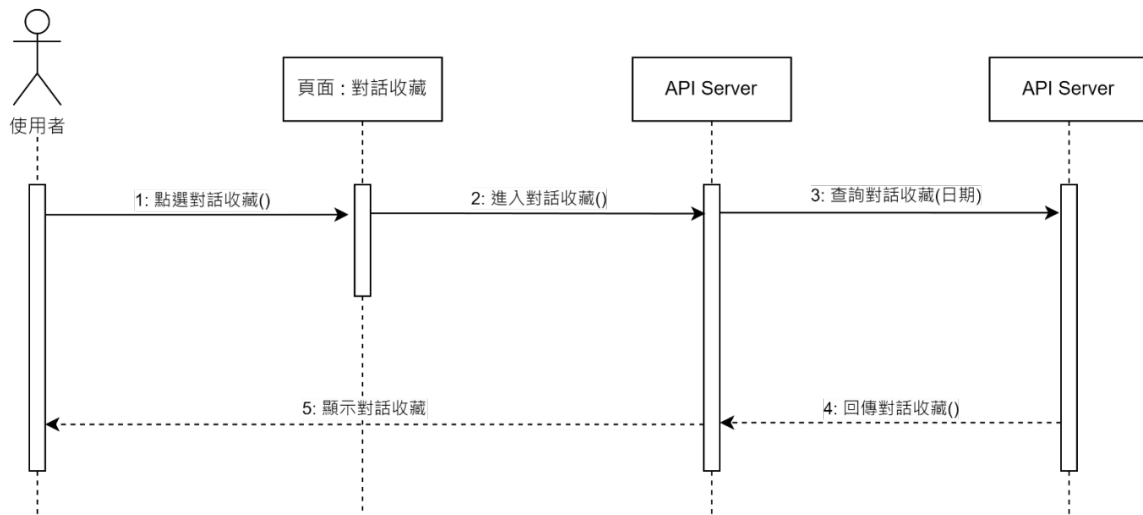 使用者
頁面 : 對話收藏
API Server
API Server
1: 點選對話收藏()
2: 進入對話收藏()
3: 查詢對話收藏(日期)
5: 顯示對話收藏
4: 回傳對話收藏()